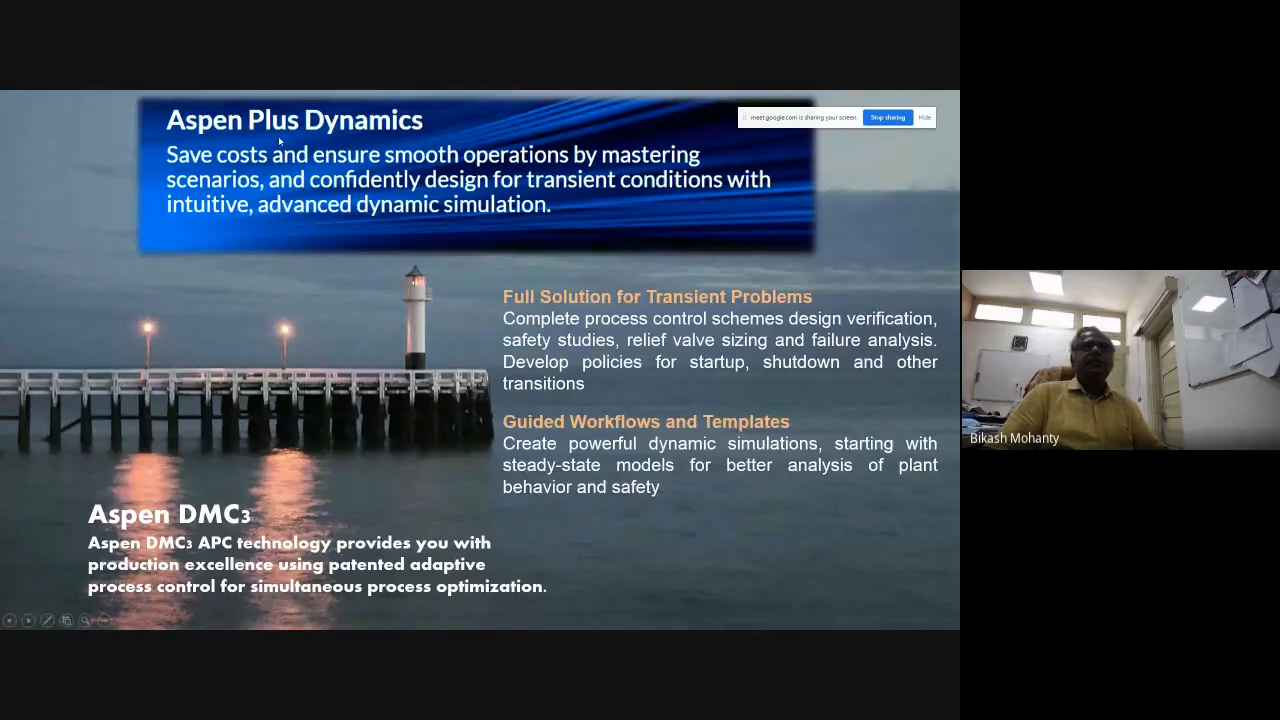 Aspen Plus Dynamics
meet.google.com is sharing your screen.
Stop sharing
Hide
Save costs and ensure smooth operations by mastering
scenarios, and confidently design for transient conditions with
intuitive, advanced dynamic simulation.
Full Solution for Transient Problems
Complete process control schemes design verification,
safety studies, relief valve sizing and failure analysis.
Develop policies for startup, shutdown and other
transitions
Guided Workflows and Templates
Create powerful dynamic simulations, starting with
steady-state models for better analysis of plant
behavior and safety
Aspen DMC3
Aspen DMC3 APC technology provides you with
production excellence using patented adaptive
process control for simultaneous process optimization.
Bikash Mohanty